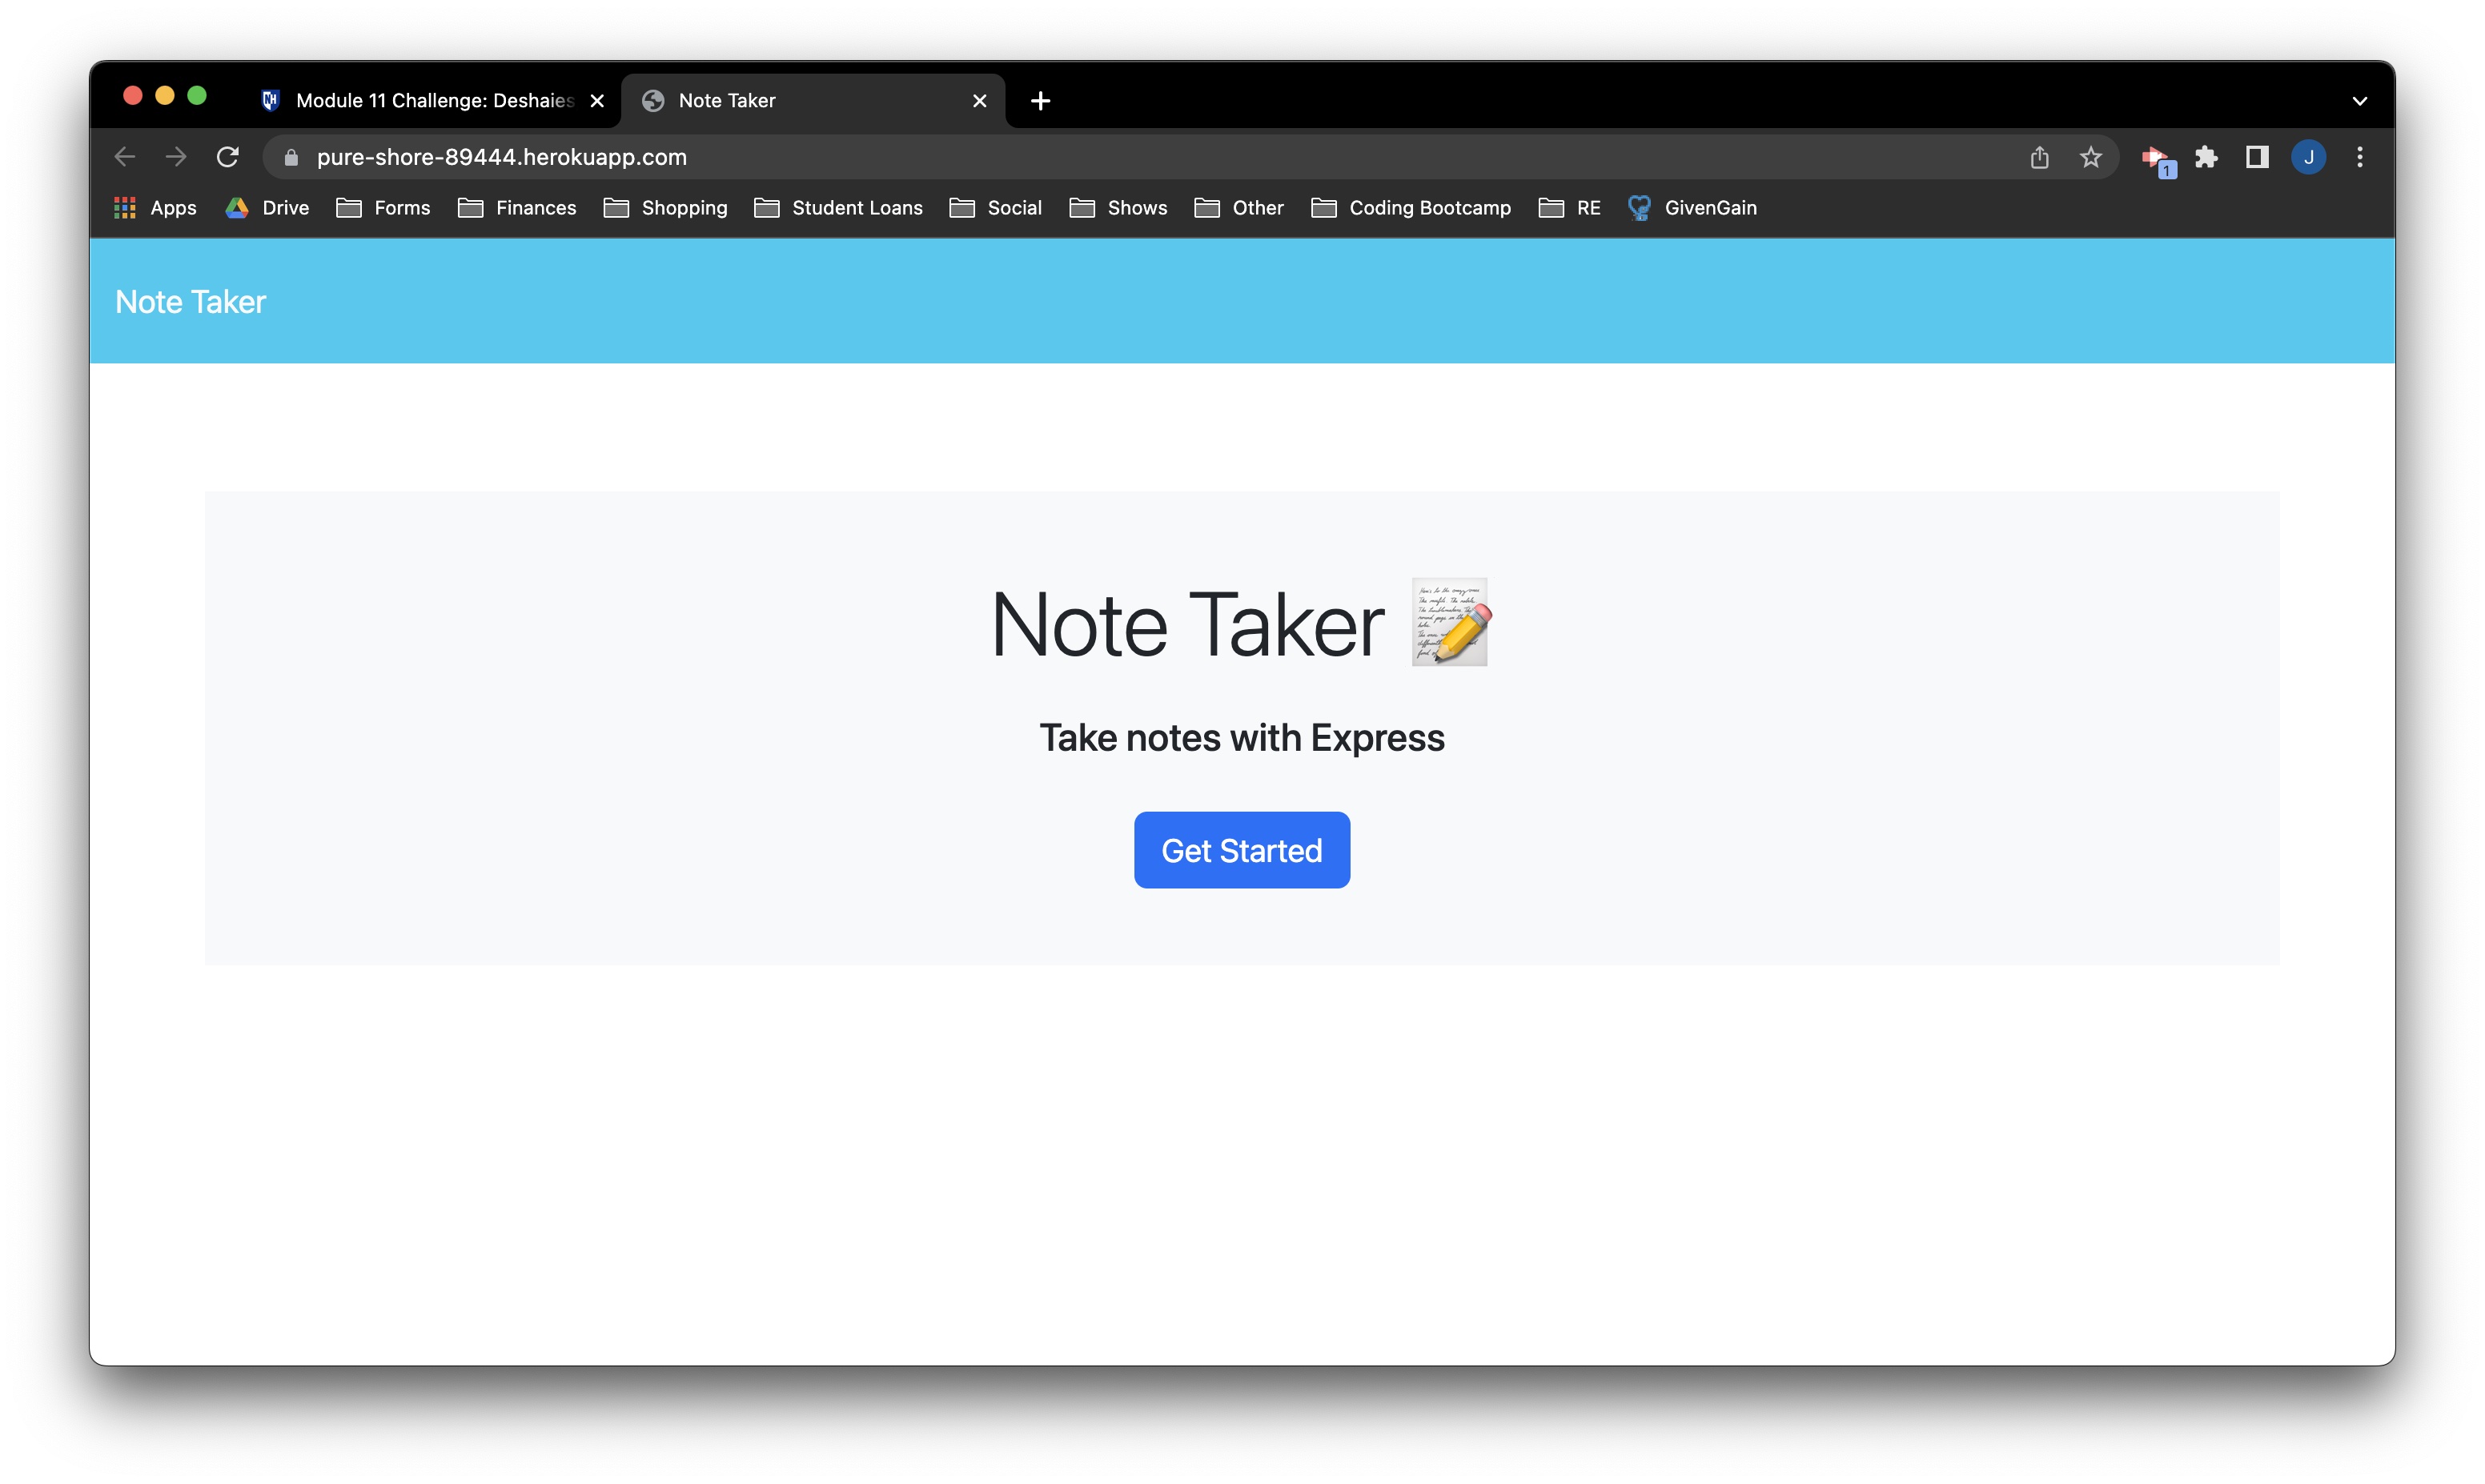 Module 11 Challenge: Deshaies
Note Taker
pure-shore-89444.herokuapp.com
1
J
Apps Drive Forms Finances Shopping Student Loans Social Shows Other Coding Bootcamp RE GivenGain
Note Taker
Note Taker
Take notes with Express
Get Started